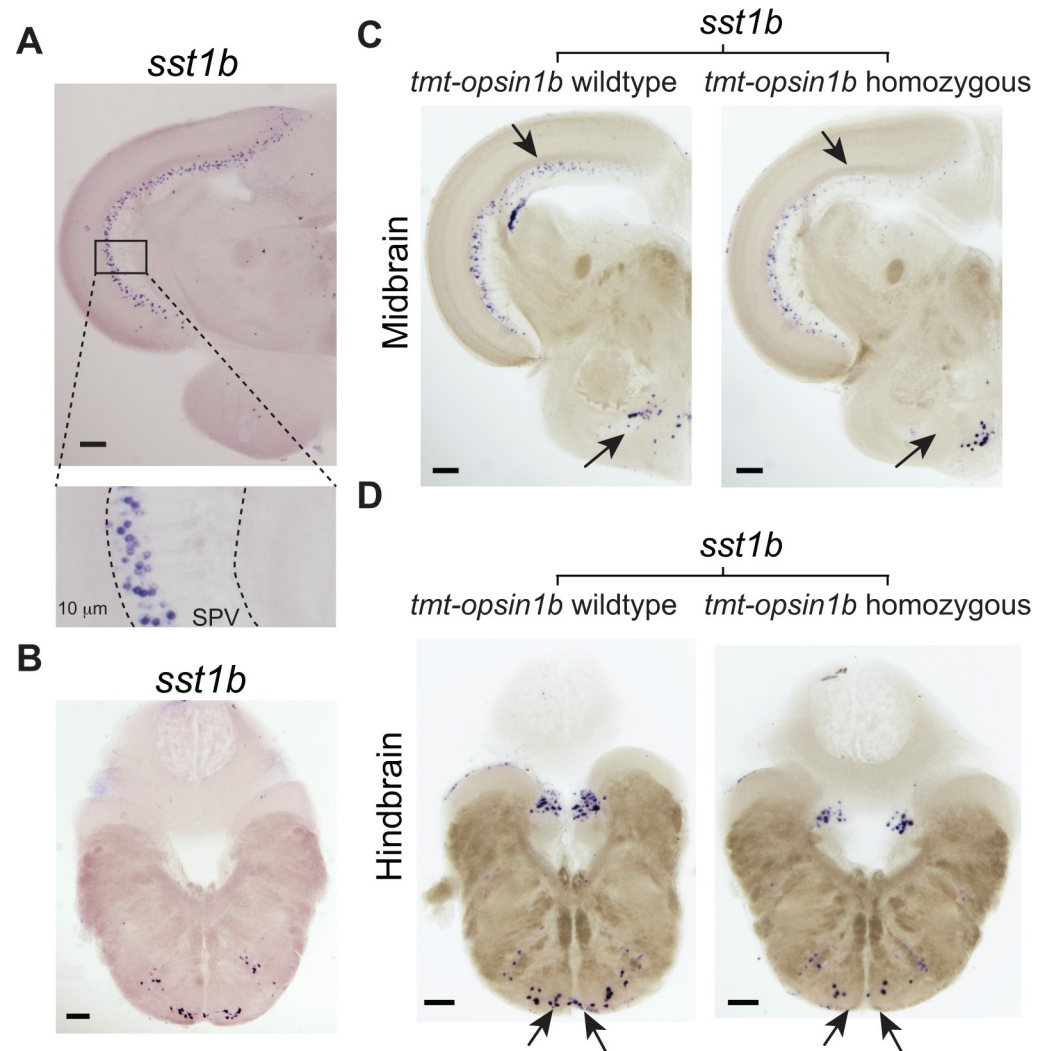 A
sst1b
10 μm
SPV
B
sst1b
C
sst1b
tmt-opsin1b wildtype
tmt-opsin1b homozygous
Midbrain
D
sst1b
tmt-opsin1b wildtype
tmt-opsin1b homozygous
Hindbrain